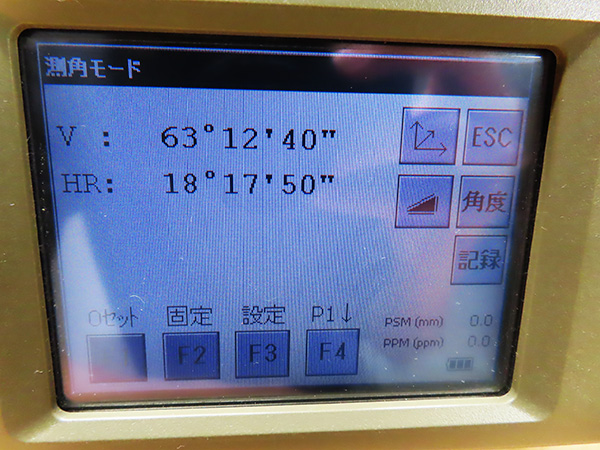 測角モード
V : 63°12'40"
HR: 18°17'50"
ESC
角度
記録
0セット 固定 設定 P1↓
F2 F3 F4
PSM (mm) 0.0
PPM (ppm) 0.0